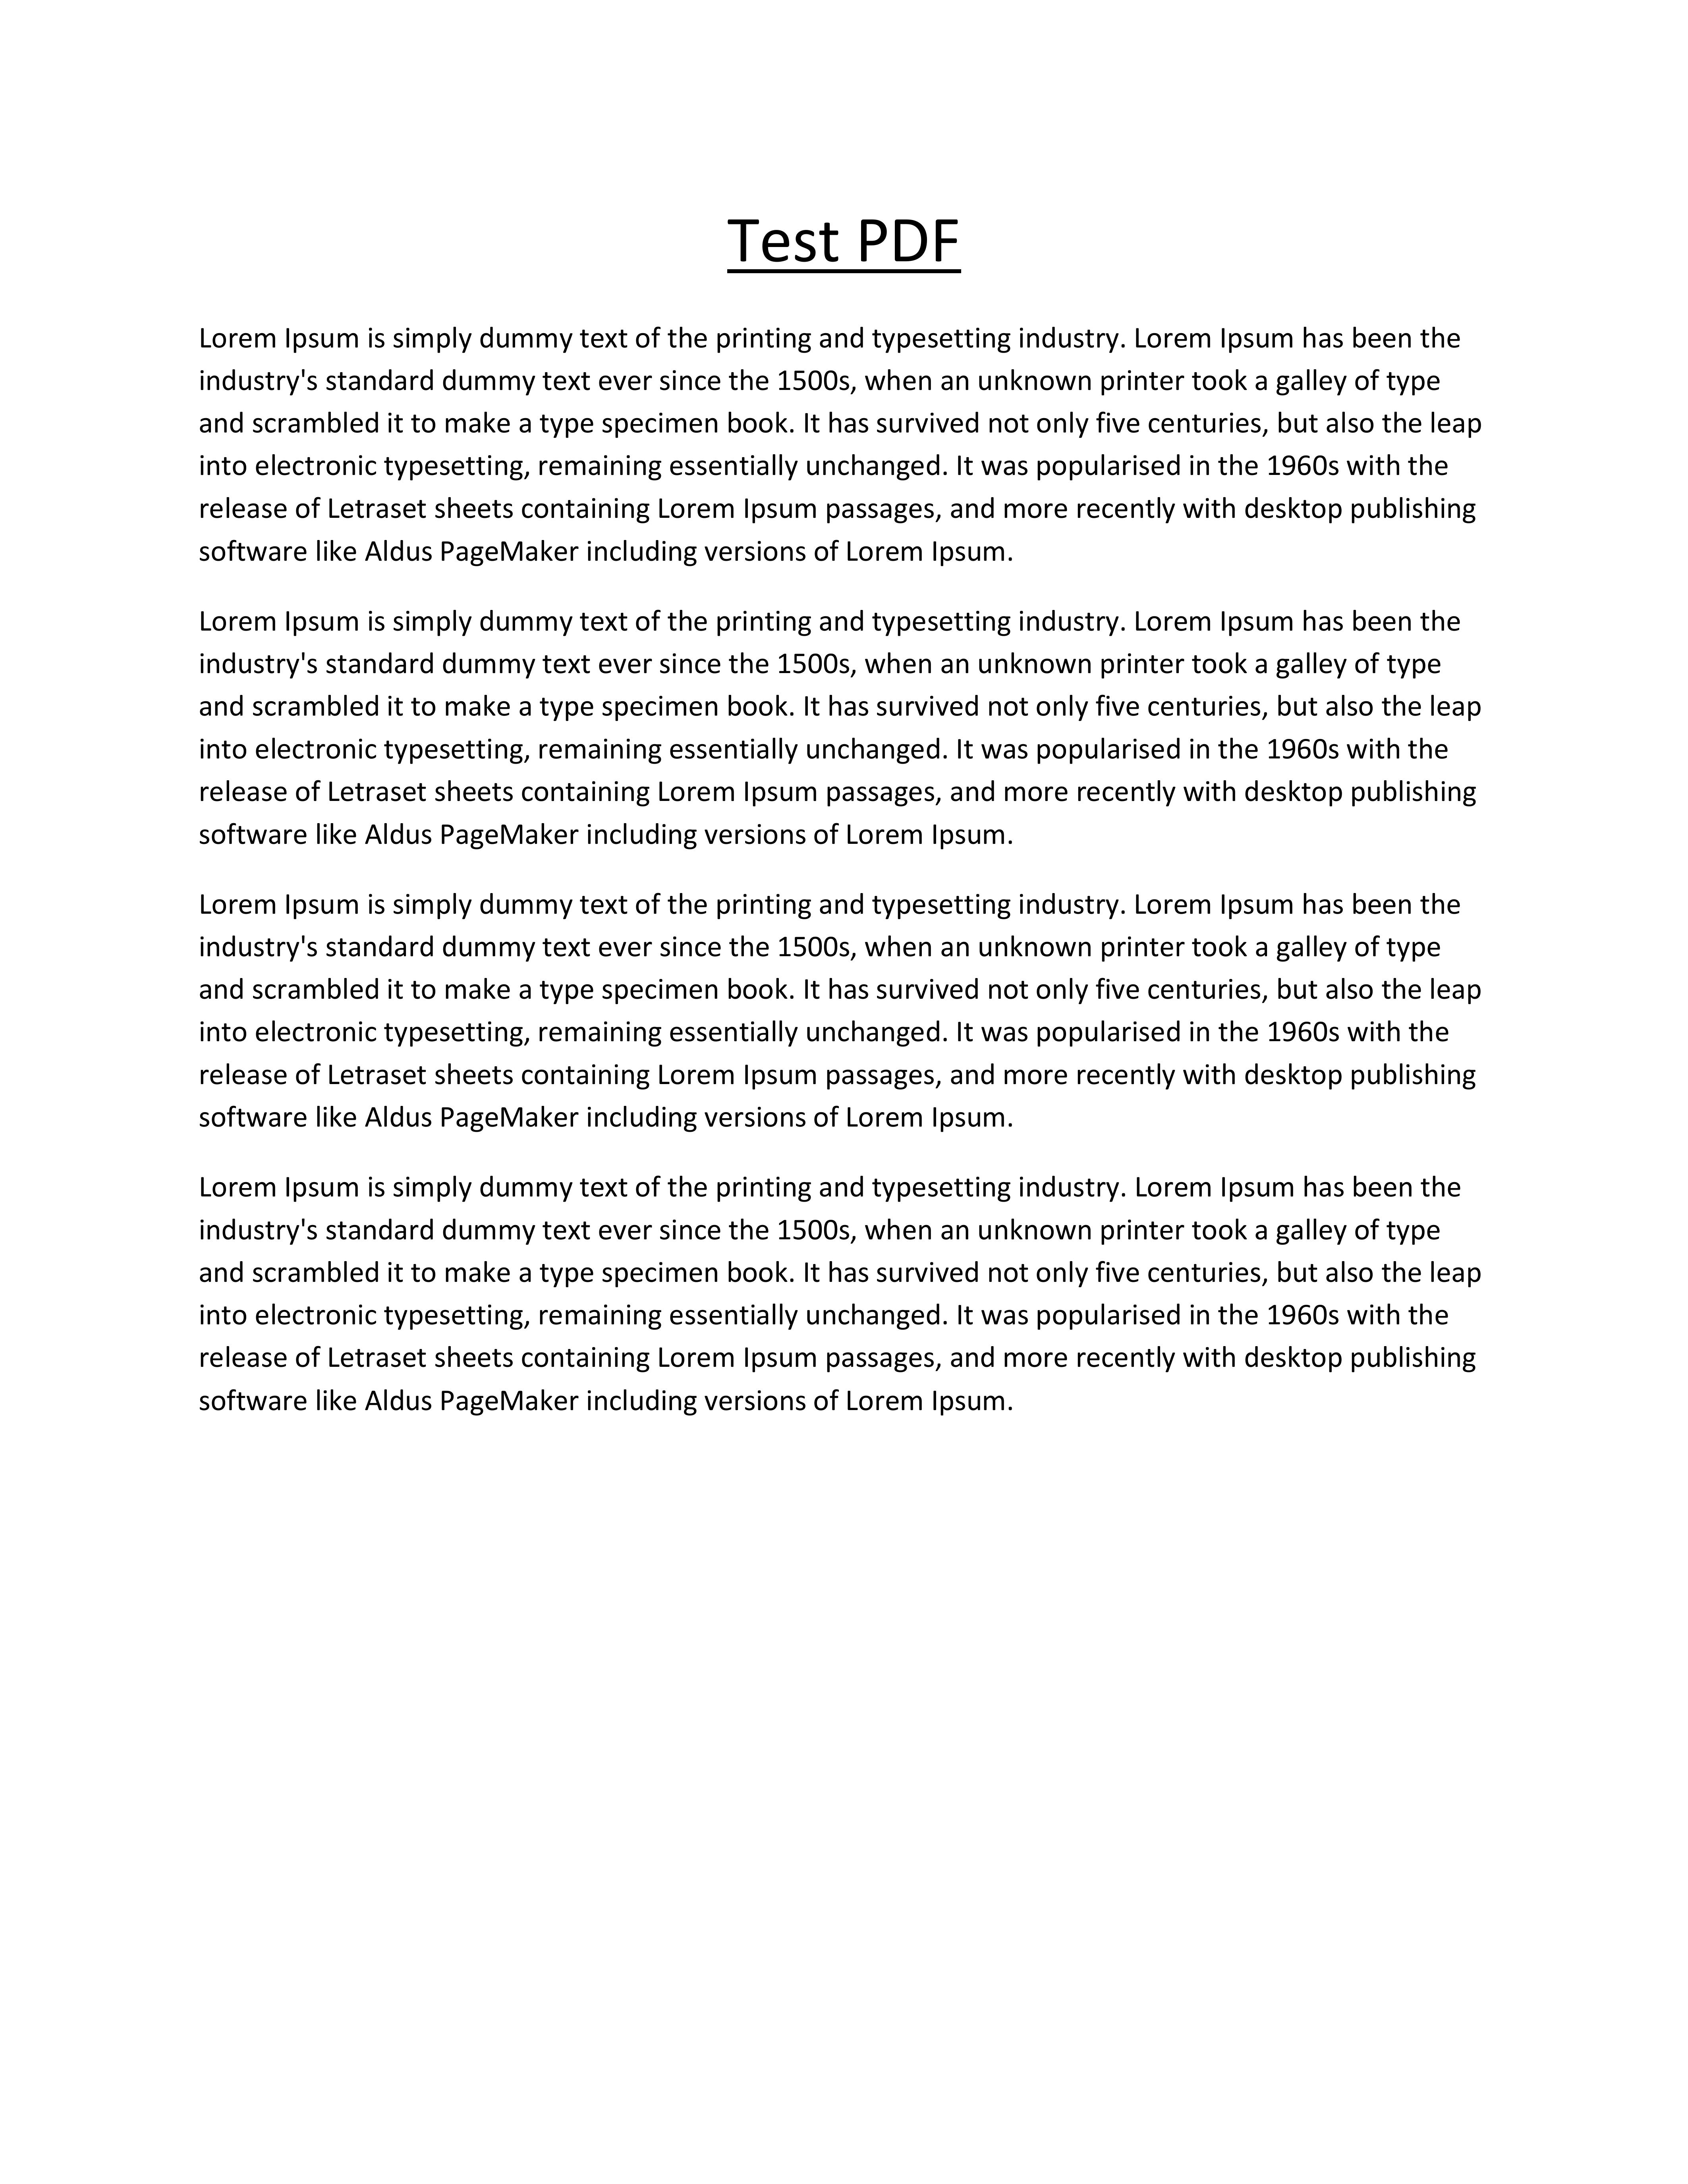 Test PDF
Lorem Ipsum is simply dummy text of the printing and typesetting industry. Lorem Ipsum has been the
industry's standard dummy text ever since the 1500s, when an unknown printer took a galley of type
and scrambled it to make a type specimen book. It has survived not only five centuries, but also the leap
into electronic typesetting, remaining essentially unchanged. It was popularised in the 1960s with the
release of Letraset sheets containing Lorem Ipsum passages, and more recently with desktop publishing
software like Aldus PageMaker including versions of Lorem Ipsum.
Lorem Ipsum is simply dummy text of the printing and typesetting industry. Lorem Ipsum has been the
industry's standard dummy text ever since the 1500s, when an unknown printer took a galley of type
and scrambled it to make a type specimen book. It has survived not only five centuries, but also the leap
into electronic typesetting, remaining essentially unchanged. It was popularised in the 1960s with the
release of Letraset sheets containing Lorem Ipsum passages, and more recently with desktop publishing
software like Aldus PageMaker including versions of Lorem Ipsum.
Lorem Ipsum is simply dummy text of the printing and typesetting industry. Lorem Ipsum has been the
industry's standard dummy text ever since the 1500s, when an unknown printer took a galley of type
and scrambled it to make a type specimen book. It has survived not only five centuries, but also the leap
into electronic typesetting, remaining essentially unchanged. It was popularised in the 1960s with the
release of Letraset sheets containing Lorem Ipsum passages, and more recently with desktop publishing
software like Aldus PageMaker including versions of Lorem Ipsum.
Lorem Ipsum is simply dummy text of the printing and typesetting industry. Lorem Ipsum has been the
industry's standard dummy text ever since the 1500s, when an unknown printer took a galley of type
and scrambled it to make a type specimen book. It has survived not only five centuries, but also the leap
into electronic typesetting, remaining essentially unchanged. It was popularised in the 1960s with the
release of Letraset sheets containing Lorem Ipsum passages, and more recently with desktop publishing
software like Aldus PageMaker including versions of Lorem Ipsum.